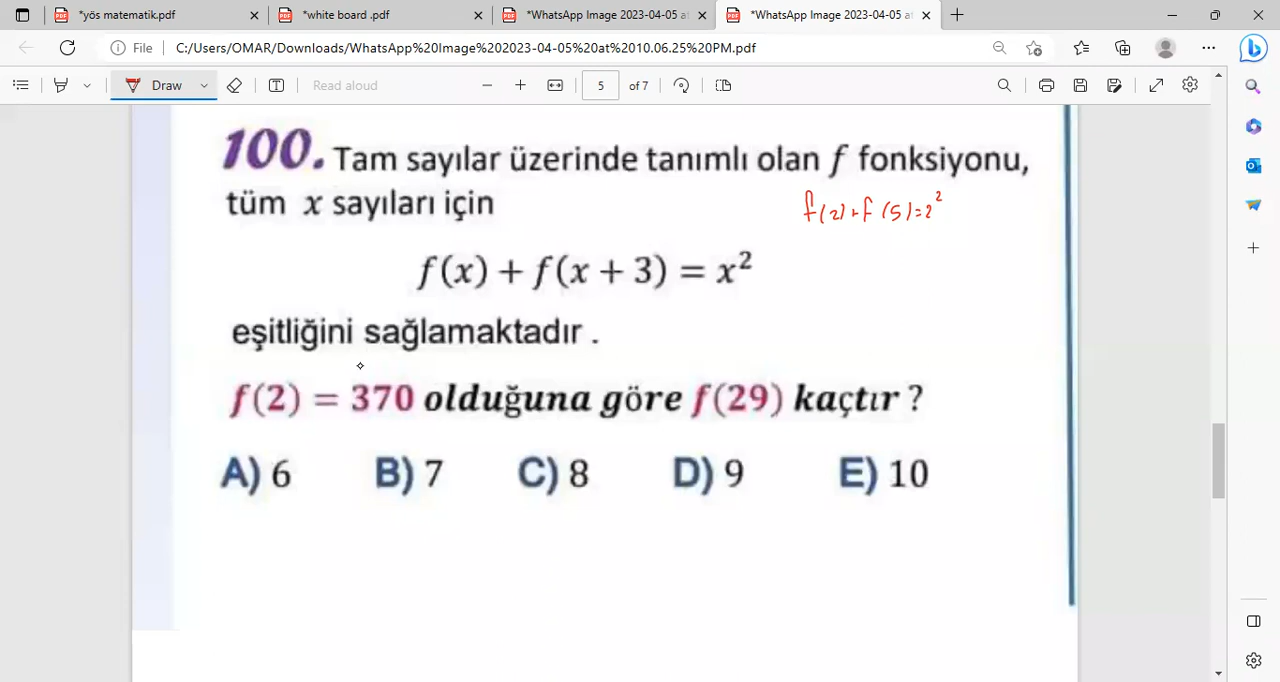 *yös matematik.pdf
*white board .pdf
*WhatsApp Image 2023-04-05 at
*WhatsApp Image 2023-04-05 at
File
C:/Users/OMAR/Downloads/WhatsApp%20Image%202023-04-05%20at%2010.06.25%20PM.pdf
Draw
Read aloud
5 of 7
100. Tam sayılar üzerinde tanımlı olan f fonksiyonu,
tüm x sayıları için
f(2)+f(5)=2²
f(x) + f(x + 3) = x²
eşitliğini sağlamaktadır .
f(2) = 370 olduğuna göre f(29) kaçtır ?
A) 6 B) 7 C) 8 D) 9 E) 10